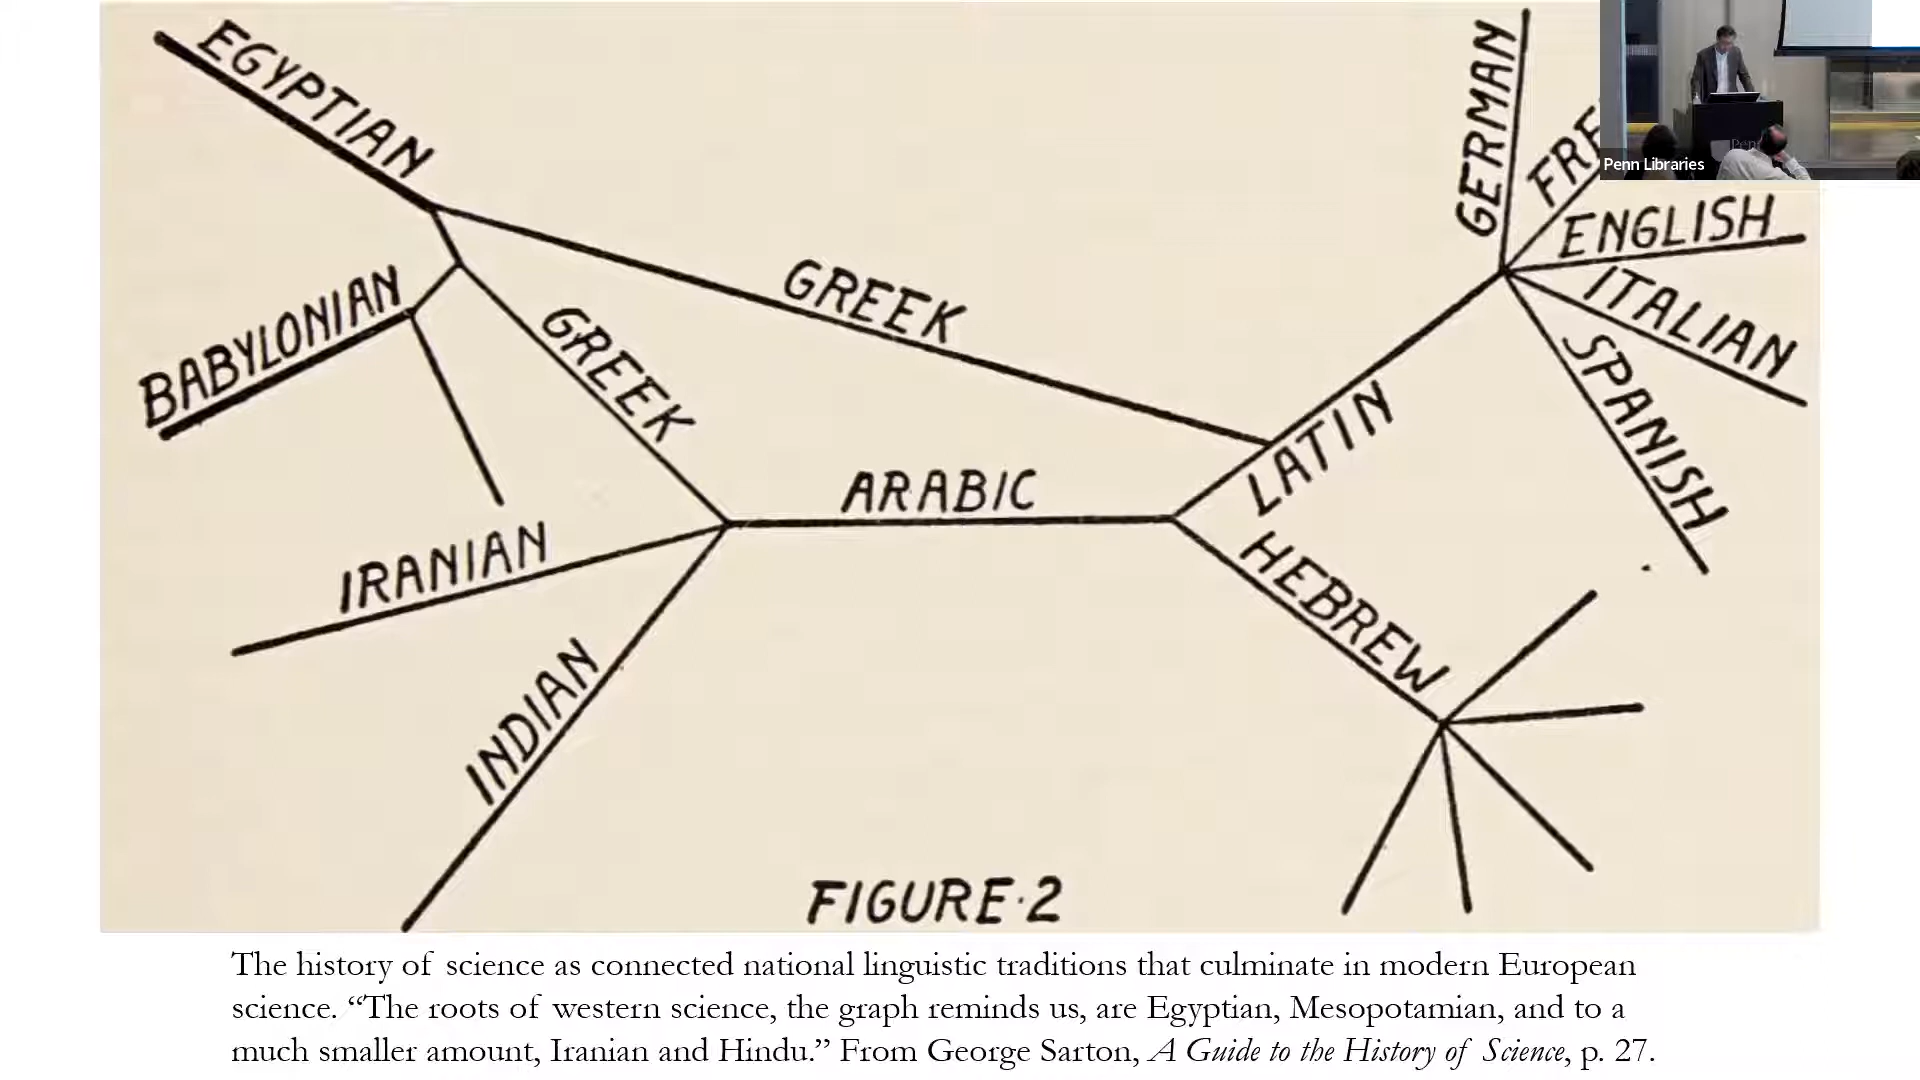 EGYPTIAN
BABYLONIAN
GREEK
GREEK
IRANIAN
INDIAN
ARABIC
LATIN
HEBREW
GERMAN
ENGLISH
ITALIAN
SPANISH
FIGURE·2
Penn Libraries
The history of science as connected national linguistic traditions that culminate in modern European
science. “The roots of western science, the graph reminds us, are Egyptian, Mesopotamian, and to a
much smaller amount, Iranian and Hindu.” From George Sarton, A Guide to the History of Science, p. 27.